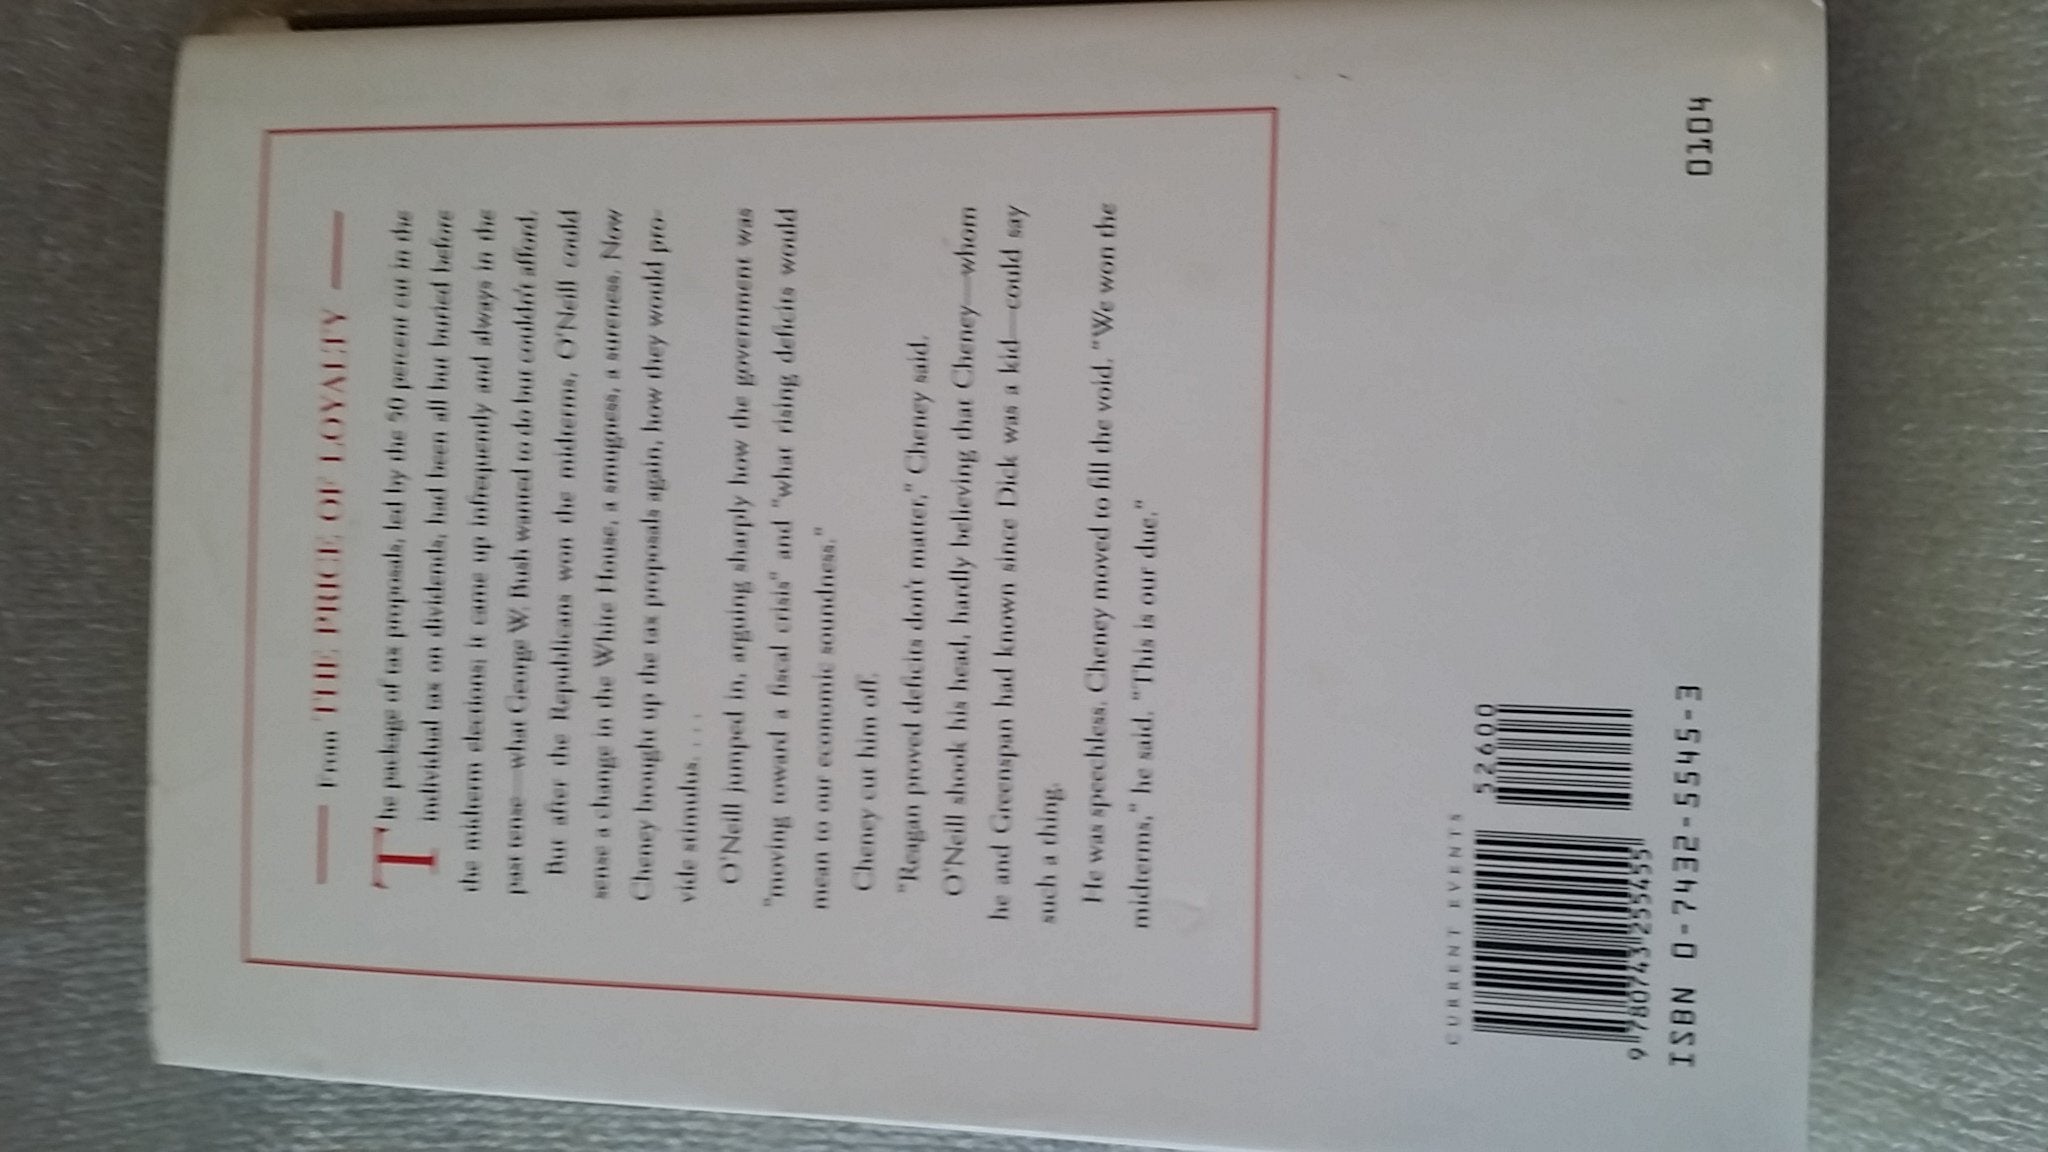 From THE PRICE OF LOYALTY
The package of tax proposals, led by the 50 percent cut in the
individual tax on dividends, had been all but buried before
the midterm elections; it came up infrequently and always in the
past tense—what George W. Bush wanted to do but couldn't afford.
But after the Republicans won the midterms, O'Neill could
sense a change in the White House, a smugness, a sureness. Now
Cheney brought up the tax proposals again, how they would pro-
vide stimulus. . . .
O'Neill jumped in, arguing sharply how the government was
"moving toward a fiscal crisis" and "what rising deficits would
mean to our economic soundness."
Cheney cut him off.
"Reagan proved deficits don't matter," Cheney said.
O'Neill shook his head, hardly believing that Cheney—whom
he and Greenspan had known since Dick was a kid—could say
such a thing.
He was speechless. Cheney moved to fill the void. "We won the
midterms," he said. "This is our due."
CURRENT EVENTS
52600
9 780743 255455
ISBN 0-7432-5545-3
0104